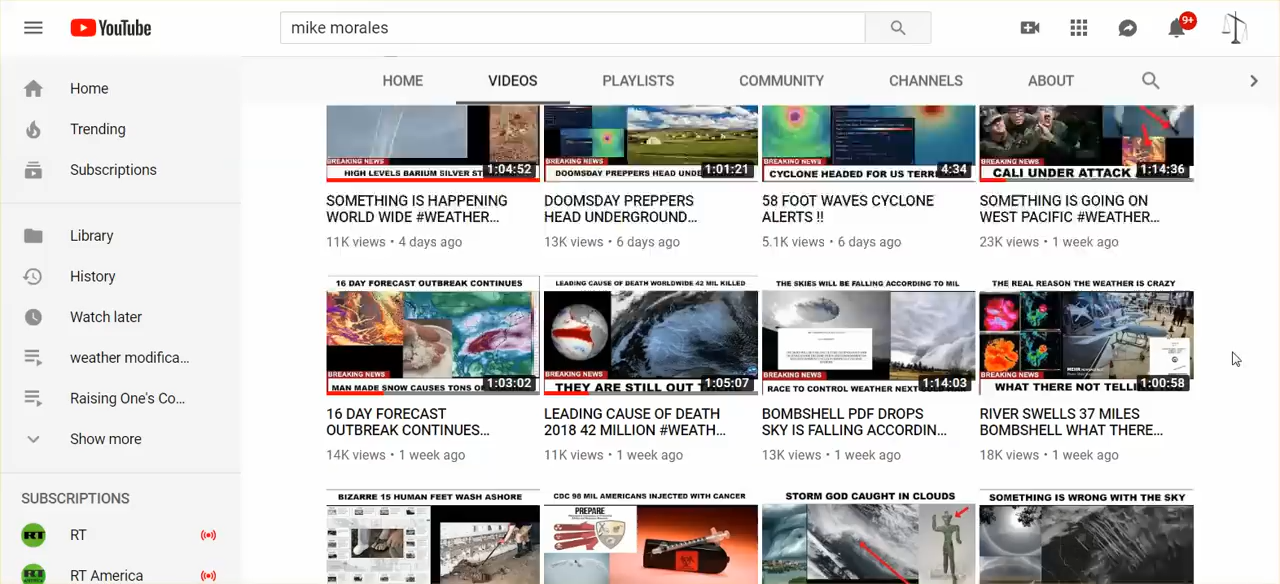 YouTube
mike morales
9+
HOME VIDEOS PLAYLISTS COMMUNITY CHANNELS ABOUT
Home
Trending
Subscriptions
Library
History
Watch later
weather modifica...
Raising One's Co...
Show more
SUBSCRIPTIONS
RT
RT America
BREAKING NEWS
HIGH LEVELS BARIUM SILVER ST
1:04:52
SOMETHING IS HAPPENING
WORLD WIDE #WEATHER...
11K views • 4 days ago
BREAKING NEWS
DOOMSDAY PREPPERS HEAD UND
1:01:21
DOOMSDAY PREPPERS
HEAD UNDERGROUND...
13K views • 6 days ago
BREAKING NEWS
CYCLONE HEADED FOR US TERRI
4:34
58 FOOT WAVES CYCLONE
ALERTS !!
5.1K views • 6 days ago
BREAKING NEWS
CALI UNDER ATTACK
1:14:36
SOMETHING IS GOING ON
WEST PACIFIC #WEATHER...
23K views • 1 week ago
16 DAY FORECAST OUTBREAK CONTINUES
BREAKING NEWS
MAN MADE SNOW CAUSES TONS O
1:03:02
16 DAY FORECAST
OUTBREAK CONTINUES...
14K views • 1 week ago
LEADING CAUSE OF DEATH WORLDWIDE 42 MIL KILLED
BREAKING NEWS
THEY ARE STILL OUT T
1:05:07
LEADING CAUSE OF DEATH
2018 42 MILLION #WEATH...
11K views • 1 week ago
THE SKIES WILL BE FALLING ACCORDING TO MIL
BREAKING NEWS
RACE TO CONTROL WEATHER NEXT
1:14:03
BOMBSHELL PDF DROPS
SKY IS FALLING ACCORDIN...
13K views • 1 week ago
THE REAL REASON THE WEATHER IS CRAZY
BREAKING NEWS
WHAT THERE NOT TELLI
1:00:58
RIVER SWELLS 37 MILES
BOMBSHELL WHAT THERE...
18K views • 1 week ago
BIZARRE 15 HUMAN FEET WASH ASHORE
CDC 98 MIL AMERICANS INJECTED WITH CANCER
PREPARE
STORM GOD CAUGHT IN CLOUDS
SOMETHING IS WRONG WITH THE SKY